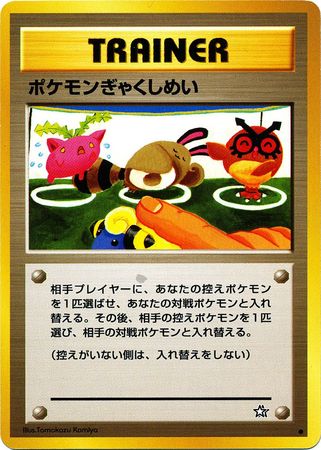 TRAINER
ポケモンぎゃくしめい
相手プレイヤーに、あなたの控えポケモン
を1匹選ばせ、あなたの対戦ポケモンと入れ
替える。その後、相手の控えポケモンを1匹
選び、相手の対戦ポケモンと入れ替える。
(控えがいない側は、入れ替えをしない)
Illus.Tomokazu Komiya